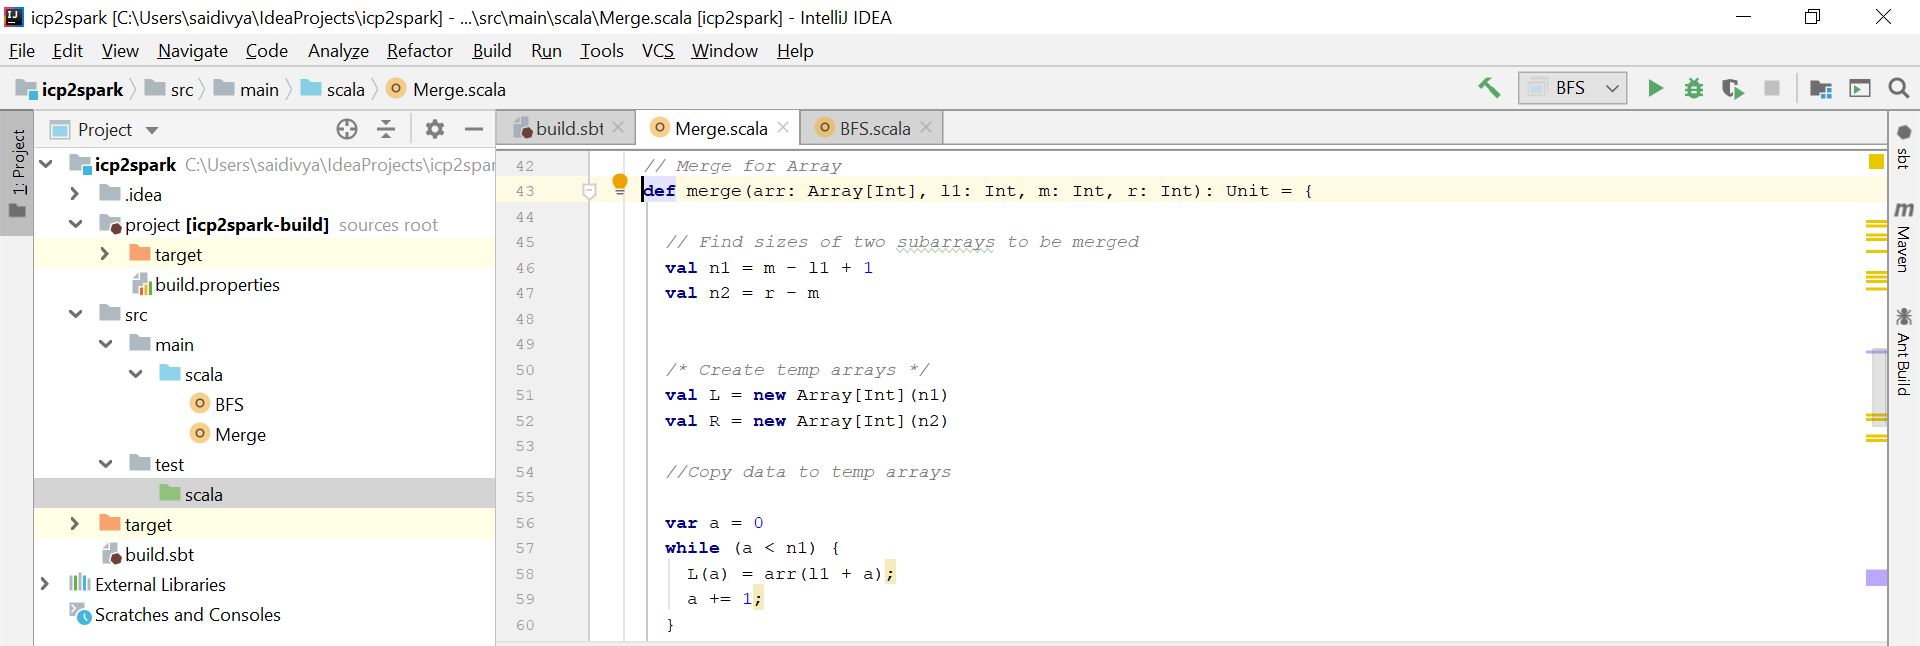 icp2spark [C:\Users\saidivya\IdeaProjects\icp2spark] - ...\src\main\scala\Merge.scala [icp2spark] - IntelliJ IDEA
File Edit View Navigate Code Analyze Refactor Build Run Tools VCS Window Help
icp2spark src main scala Merge.scala BFS
1: Project
Project
icp2spark C:\Users\saidivya\IdeaProjects\icp2spar
.idea
project [icp2spark-build] sources root
target
build.properties
src
main
scala
BFS
Merge
test
scala
target
build.sbt
External Libraries
Scratches and Consoles
build.sbt Merge.scala BFS.scala
42 // Merge for Array
43 def merge(arr: Array[Int], l1: Int, m: Int, r: Int): Unit = {
44
45 // Find sizes of two subarrays to be merged
46 val n1 = m - l1 + 1
47 val n2 = r - m
48
49
50 /* Create temp arrays */
51 val L = new Array[Int](n1)
52 val R = new Array[Int](n2)
53
54 //Copy data to temp arrays
55
56 var a = 0
57 while (a < n1) {
58 L(a) = arr(l1 + a);
59 a += 1;
60 }
sbt
m Maven
Ant Build